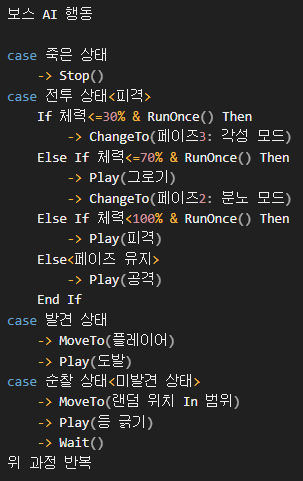 보스 AI 행동
case 죽은 상태
-> Stop()
case 전투 상태<피격>
If 체력<=30% & RunOnce() Then
-> ChangeTo(페이즈3: 각성 모드)
Else If 체력<=70% & RunOnce() Then
-> Play(그로기)
-> ChangeTo(페이즈2: 분노 모드)
Else If 체력<100% & RunOnce() Then
-> Play(피격)
Else<페이즈 유지>
-> Play(공격)
End If
case 발견 상태
-> MoveTo(플레이어)
-> Play(도발)
case 순찰 상태<미발견 상태>
-> MoveTo(랜덤 위치 In 범위)
-> Play(등 긁기)
-> Wait()
위 과정 반복